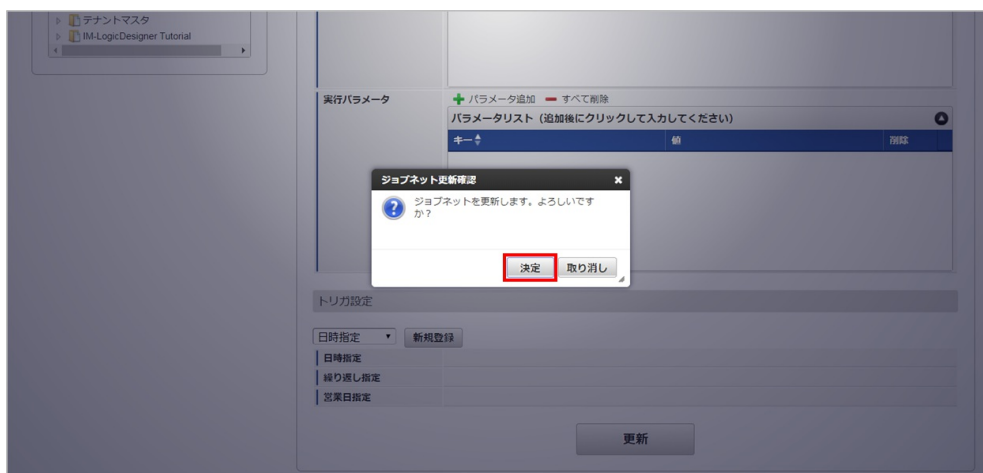 テナントマスタ
IM-LogicDesigner Tutorial
実行パラメータ
パラメータ追加 すべて削除
パラメータリスト（追加後にクリックして入力してください）
キー 値 削除
ジョブネット更新確認
ジョブネットを更新します。よろしいです
か？
決定 取り消し
トリガ設定
日時指定 新規登録
日時指定
繰り返し指定
営業日指定
更新